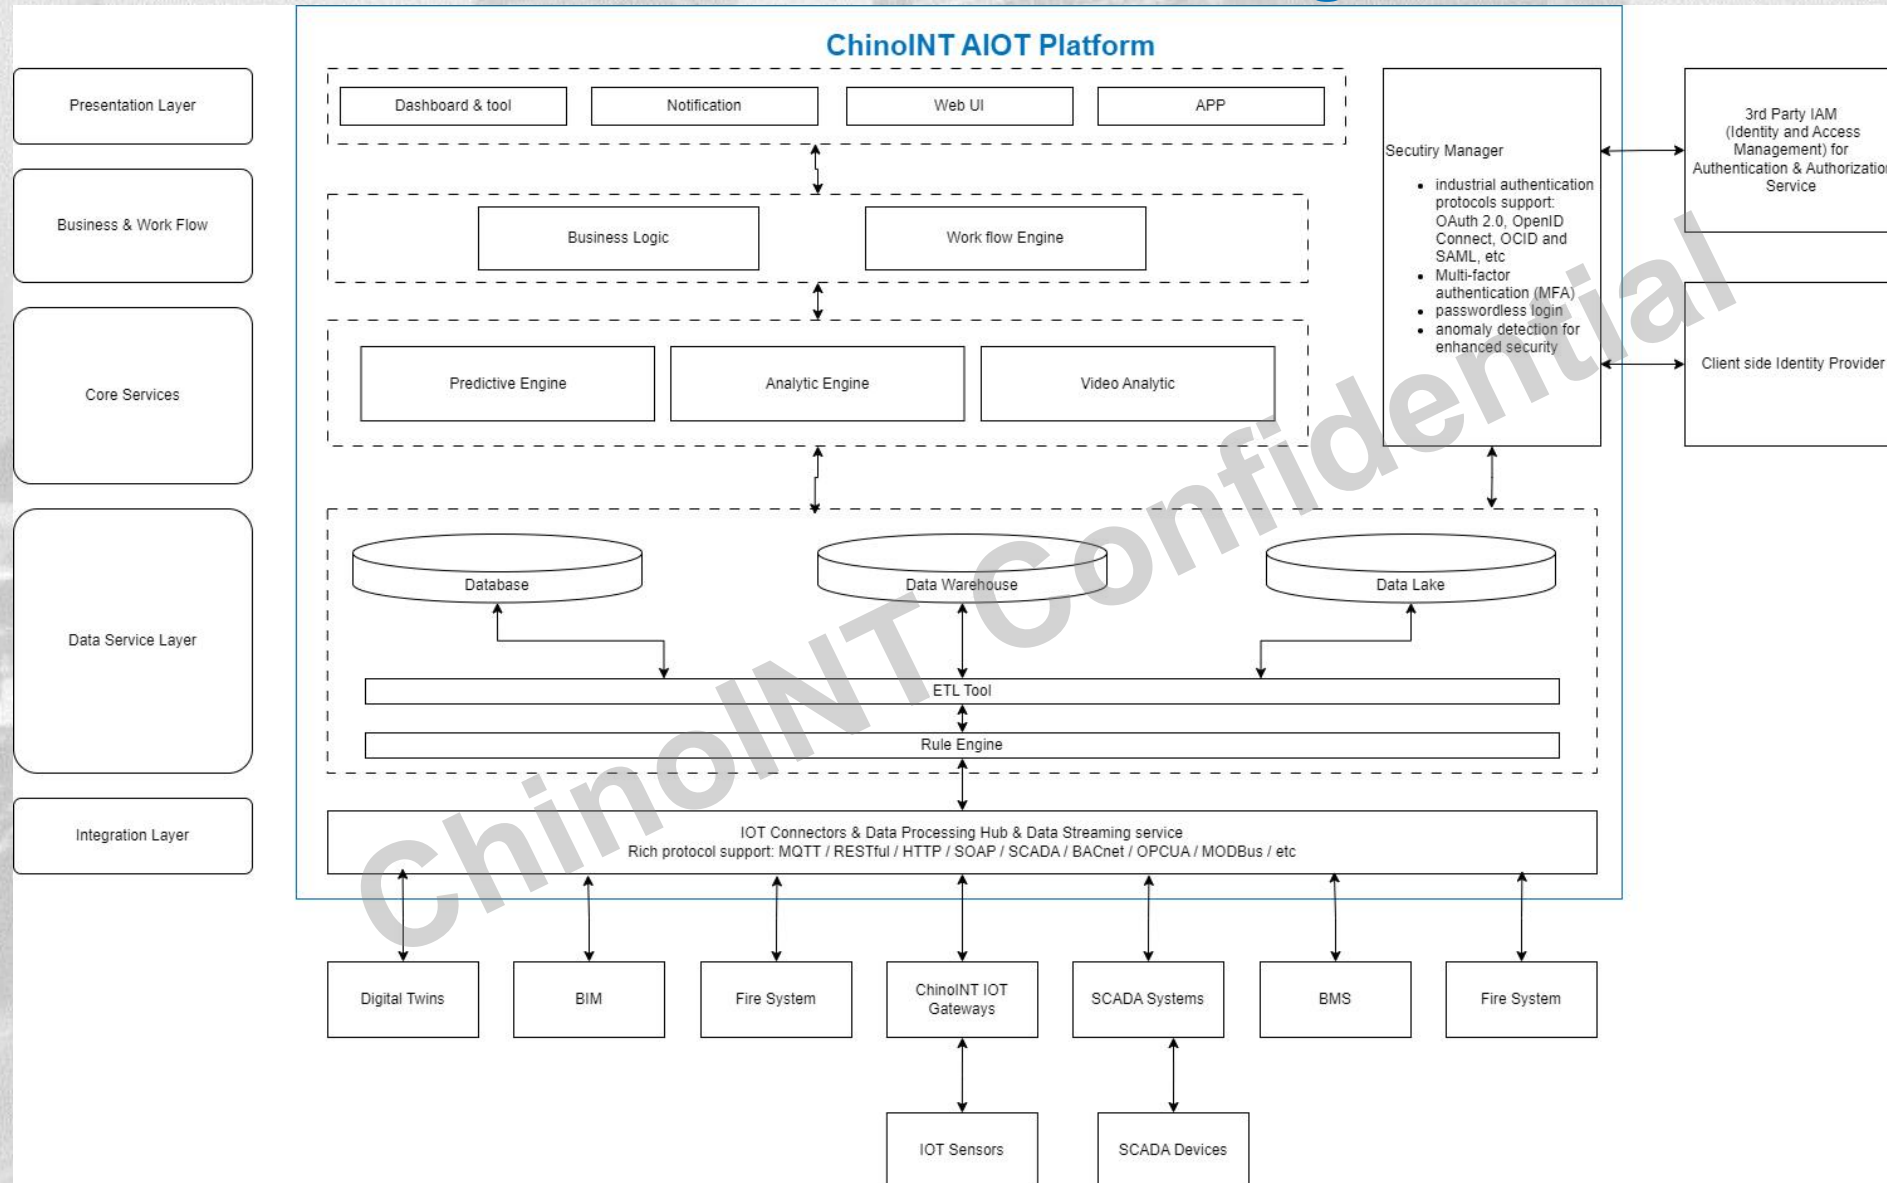 ChinoINT AIOT Platform
Presentation Layer
Dashboard & tool
Notification
Web UI
APP
Business & Work Flow
Business Logic
Work flow Engine
Core Services
Predictive Engine
Analytic Engine
Video Analytic
Secutiry Manager
industrial authentication
protocols support:
OAuth 2.0, OpenID
Connect, OCID and
SAML, etc
Multi-factor
authentication (MFA)
passwordless login
anomaly detection for
enhanced security
3rd Party IAM
(Identity and Access
Management) for
Authentication & Authorization
Service
Client side Identity Provider
Data Service Layer
Database
Data Warehouse
Data Lake
ETL Tool
Rule Engine
Integration Layer
IOT Connectors & Data Processing Hub & Data Streaming service
Rich protocol support: MQTT / RESTful / HTTP / SOAP / SCADA / BACnet / OPCUA / MODBus / etc
Digital Twins
BIM
Fire System
ChinoINT IOT
Gateways
SCADA Systems
BMS
Fire System
IOT Sensors
SCADA Devices
ChinoINT Confidential